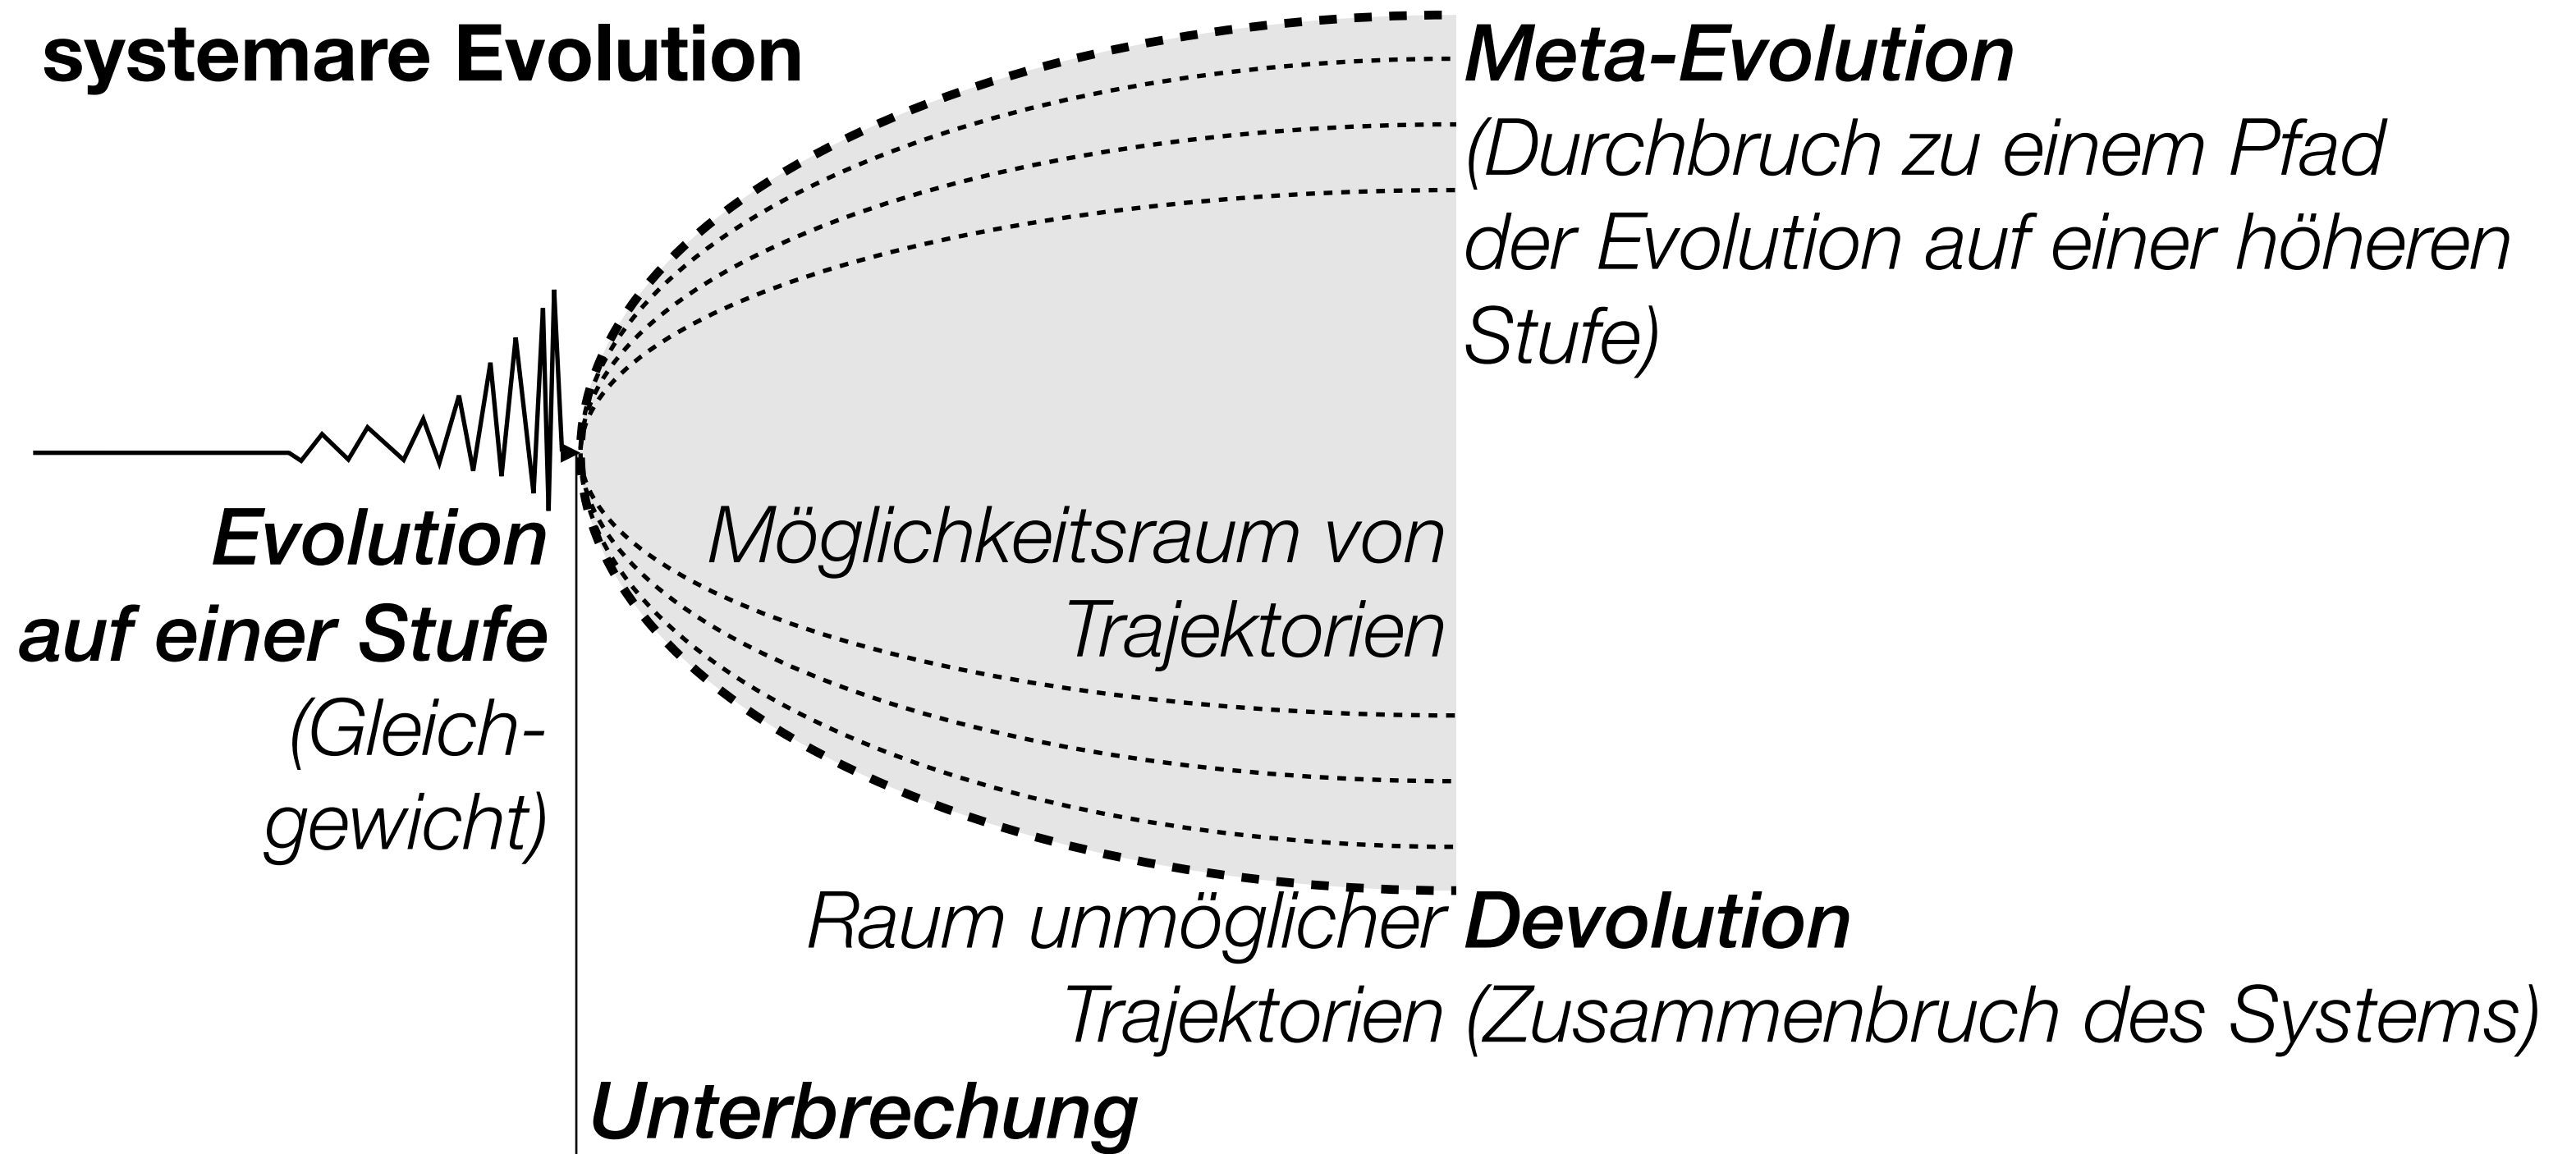 systemare Evolution
Meta-Evolution
(Durchbruch zu einem Pfad
der Evolution auf einer höheren
Stufe)
Evolution
auf einer Stufe
(Gleich-
gewicht)
Möglichkeitsraum von
Trajektorien
Raum unmöglicher
Trajektorien
Devolution
(Zusammenbruch des Systems)
Unterbrechung